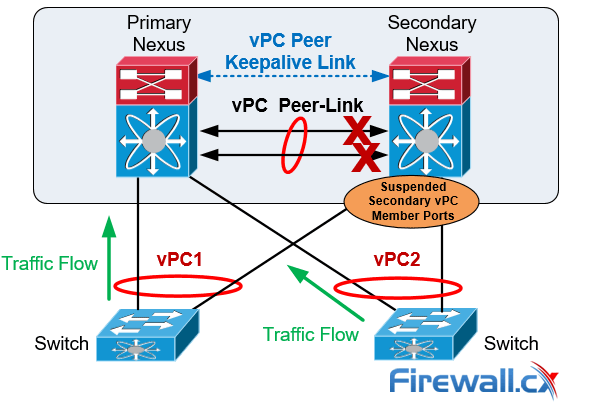 Primary
Nexus
Secondary
Nexus
vPC Peer
Keepalive Link
vPC Peer-Link
Suspended
Secondary vPC
Member Ports
Traffic Flow
vPC1
vPC2
Traffic Flow
Switch
Switch
Firewall.cx